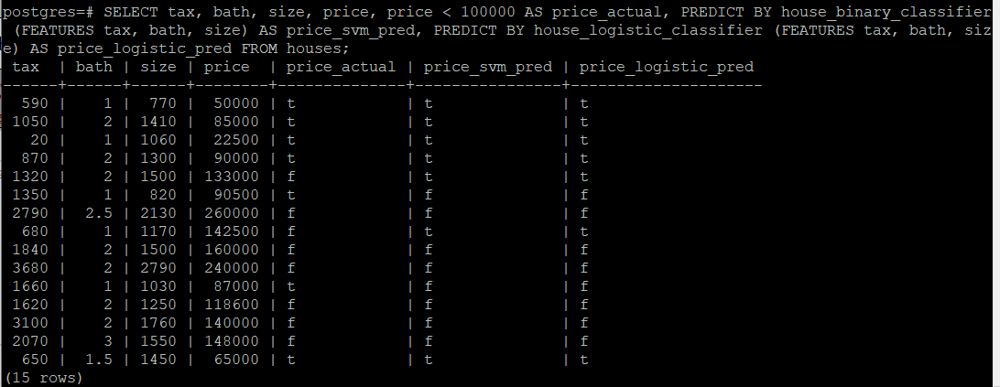 postgres=# SELECT tax, bath, size, price, price < 100000 AS price_actual, PREDICT BY house_binary_classifier
 (FEATURES tax, bath, size) AS price_svm_pred, PREDICT BY house_logistic_classifier (FEATURES tax, bath, siz
e) AS price_logistic_pred FROM houses;
 tax  | bath | size | price  | price_actual | price_svm_pred | price_logistic_pred
------+------+------+--------+--------------+----------------+---------------------
  590 |    1 |  770 |  50000 | t            | t              | t
 1050 |    2 | 1410 |  85000 | t            | t              | t
   20 |    1 | 1060 |  22500 | t            | t              | t
  870 |    2 | 1300 |  90000 | t            | t              | t
 1320 |    2 | 1500 | 133000 | f            | t              | t
 1350 |    1 |  820 |  90500 | t            | f              | f
 2790 |  2.5 | 2130 | 260000 | f            | f              | f
  680 |    1 | 1170 | 142500 | f            | t              | t
 1840 |    2 | 1500 | 160000 | f            | f              | f
 3680 |    2 | 2790 | 240000 | f            | f              | f
 1660 |    1 | 1030 |  87000 | t            | f              | f
 1620 |    2 | 1250 | 118600 | f            | f              | f
 3100 |    2 | 1760 | 140000 | f            | f              | f
 2070 |    3 | 1550 | 148000 | f            | f              | f
  650 |  1.5 | 1450 |  65000 | t            | t              | t
(15 rows)